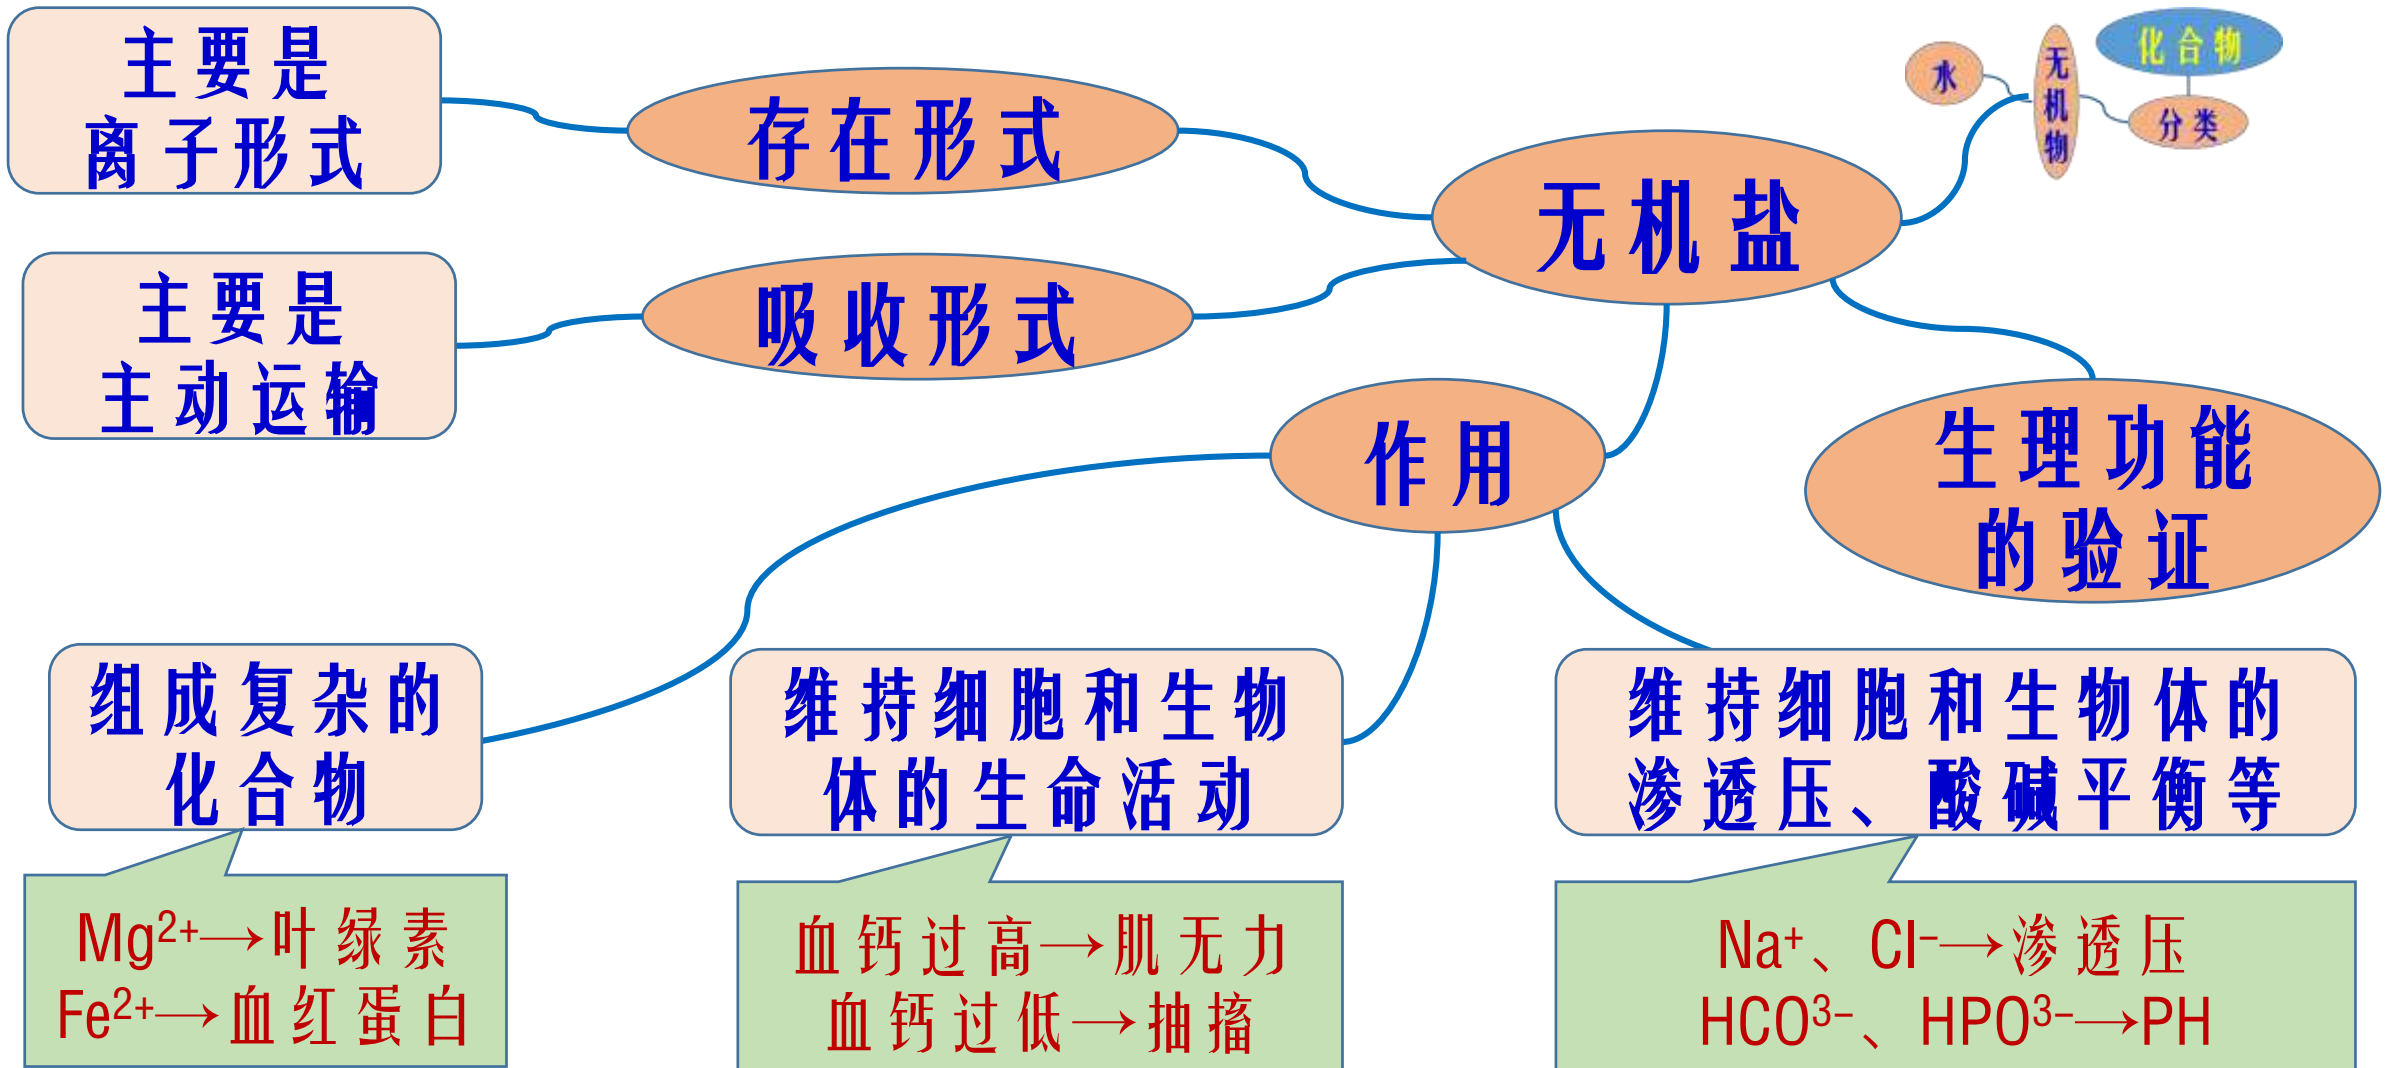 主要是
离子形式
存在形式
无机盐
水
无机物
化合物
分类
主要是
主动运输
吸收形式
作用
生理功能
的验证
组成复杂的
化合物
维持细胞和生物
体的生命活动
维持细胞和生物体的
渗透压、酸碱平衡等
Mg²⁺→叶绿素
Fe²⁺→血红蛋白
血钙过高→肌无力
血钙过低→抽搐
Na⁺、Cl⁻→渗透压
HCO³⁻、HPO³⁻→PH